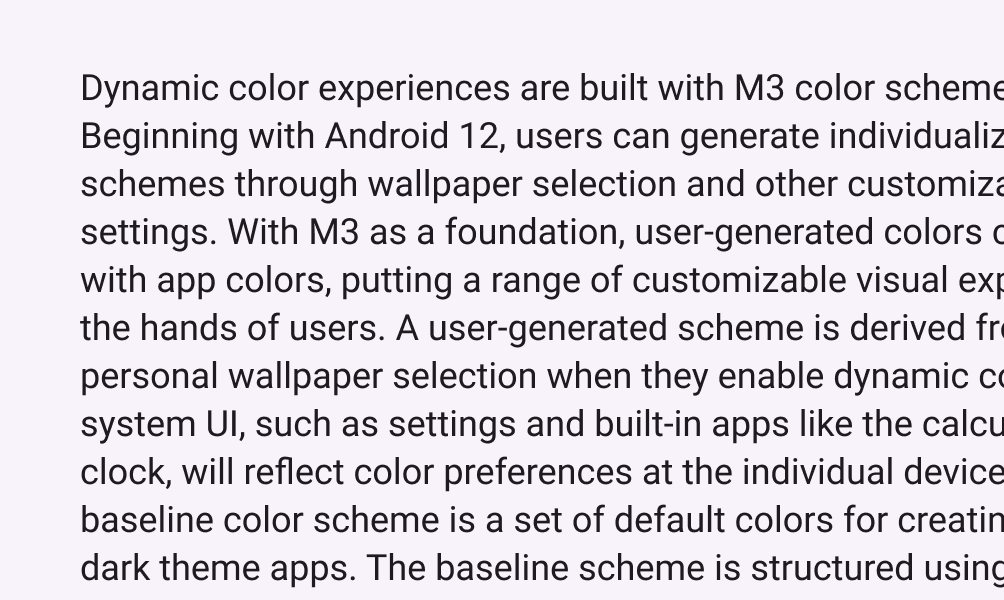 Dynamic color experiences are built with M3 color scheme
Beginning with Android 12, users can generate individualiz
schemes through wallpaper selection and other customiza
settings. With M3 as a foundation, user-generated colors c
with app colors, putting a range of customizable visual exp
the hands of users. A user-generated scheme is derived fro
personal wallpaper selection when they enable dynamic co
system UI, such as settings and built-in apps like the calcu
clock, will reflect color preferences at the individual device
baseline color scheme is a set of default colors for creatin
dark theme apps. The baseline scheme is structured using